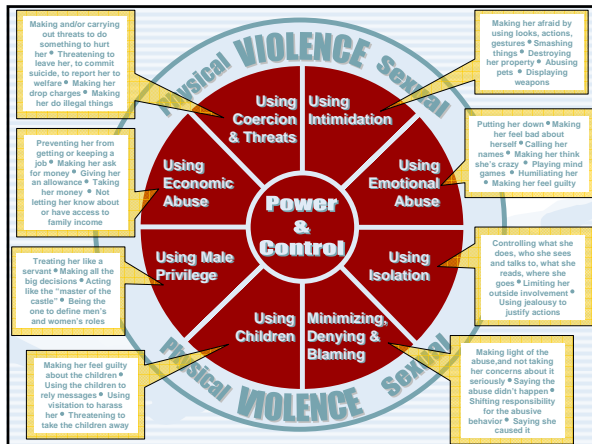 Making and/or carrying
out threats to do
something to hurt
her • Threatening to
leave her, to commit
suicide, to report her to
welfare • Making her
drop charges • Making
her do illegal things
Physical VIOLENCE Sexual
Making her afraid by
using looks, actions,
gestures • Smashing
things • Destroying
her property • Abusing
pets • Displaying
weapons
Using
Coercion
& Threats
Using
Intimidation
Preventing her from
getting or keeping a
job • Making her ask
for money • Giving her
an allowance • Taking
her money • Not
letting her know about
or have access to
family income
Using
Economic
Abuse
Using
Emotional
Abuse
Putting her down • Making
her feel bad about
herself • Calling her
names • Making her think
she's crazy • Playing mind
games • Humiliating her
• Making her feel guilty
Power
&
Control
Treating her like a
servant • Making all the
big decisions • Acting
like the "master of the
castle" • Being the
one to define men's
and women's roles
Using Male
Privilege
Using
Isolation
Controlling what she
does, who she sees
and talks to, what she
reads, where she
goes • Limiting her
outside involvement •
Using jealousy to
justify actions
Using
Children
Minimizing,
Denying &
Blaming
Making her feel guilty
about the children •
Using the children to
rely messages • Using
visitation to harass
her • Threatening to
take the children away
Physical VIOLENCE Sexual
Making light of the
abuse,and not taking
her concerns about it
seriously • Saying the
abuse didn't happen •
Shifting responsibility
for the abusive
behavior • Saying she
caused it